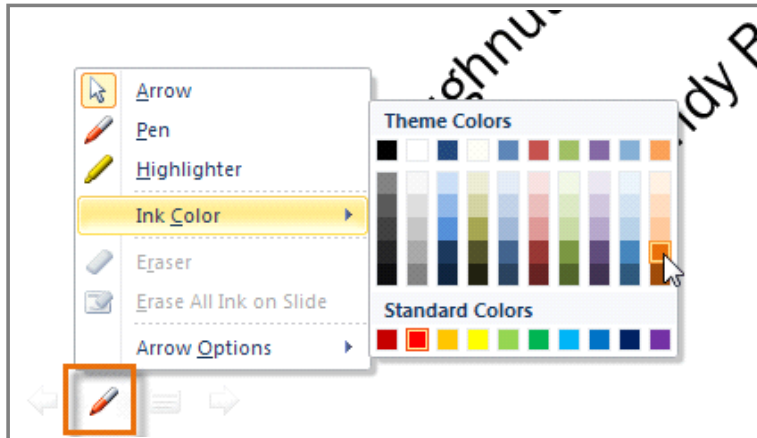 Arrow
Pen
Highlighter
Ink Color
Eraser
Erase All Ink on Slide
Arrow Options
Theme Colors
Standard Colors